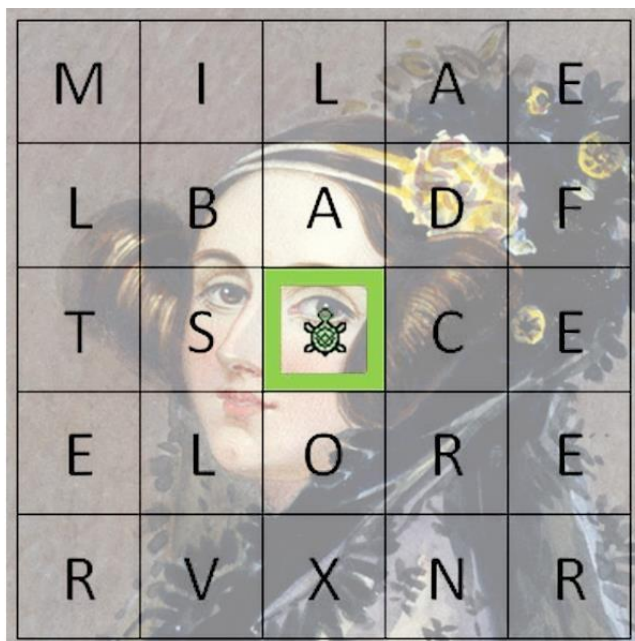 M I L A E
L B A D F
T S C E
E L O R E
R V X N R